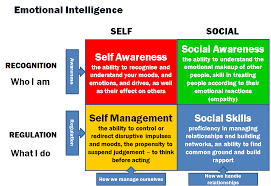 Emotional Intelligence
SELF
SOCIAL
RECOGNITION
Who I am
Awareness
Self Awareness
the ability to recognise and
understand your moods, and
emotions, and drives, as well
as their effect on others
Social Awareness
the ability to understand the
emotional makeup of other
people, skill in treating
people according to their
emotional reactions
(empathy)
REGULATION
What I do
Regulation
Self Management
the ability to control or
redirect disruptive impulses
and moods, the propensity to
suspend judgement – to think
before acting
Social Skills
proficiency in managing
relationships and building
networks, an ability to
find common ground and
build rapport
How we manage ourselves
How we handle
relationships